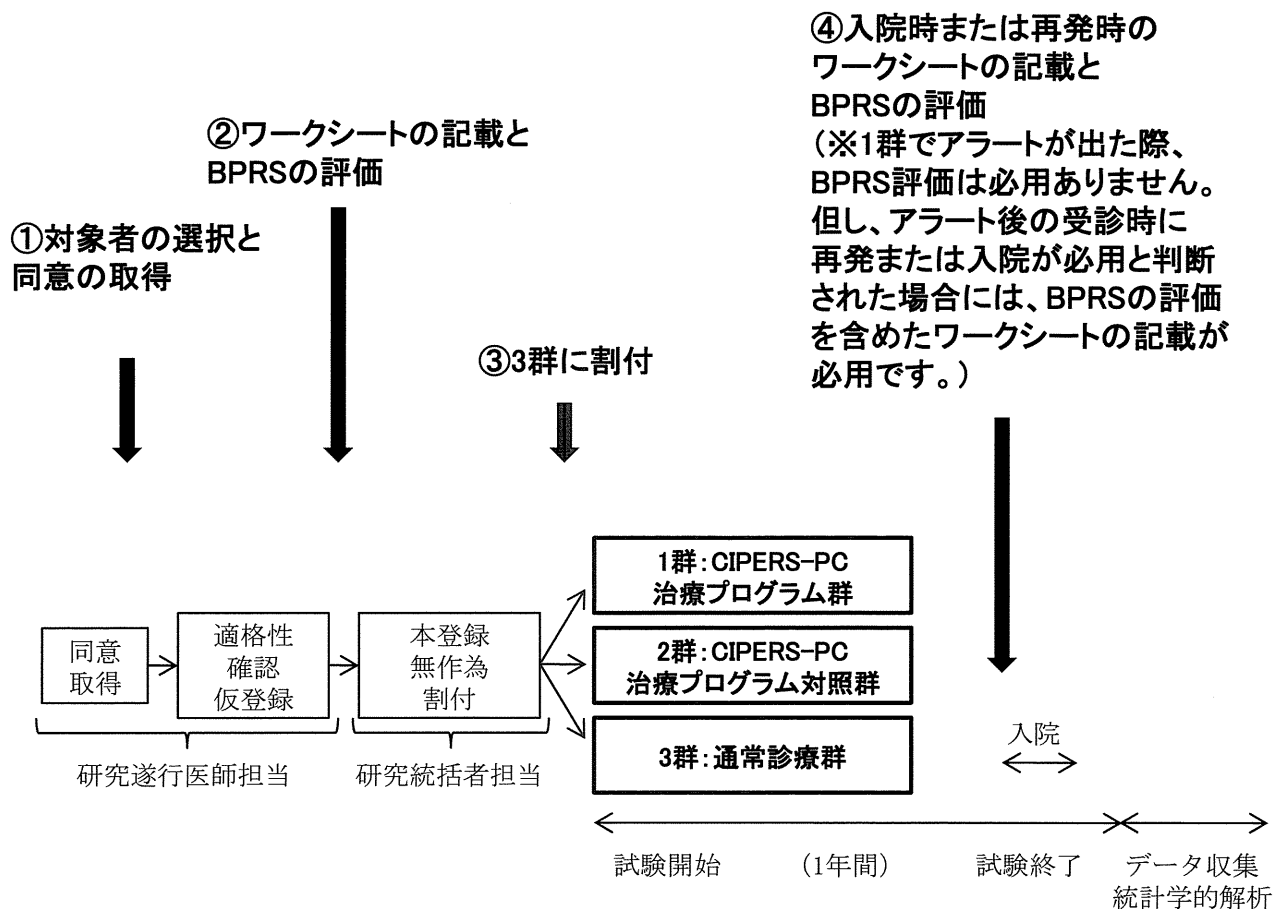 ①対象者の選択と
同意の取得
②ワークシートの記載と
BPRSの評価
③3群に割付
④入院時または再発時の
ワークシートの記載と
BPRSの評価
（※1群でアラートが出た際、
BPRS評価は必用ありません。
但し、アラート後の受診時に
再発または入院が必用と判断
された場合には、BPRSの評価
を含めたワークシートの記載が
必用です。）
同意
取得
適格性
確認
仮登録
本登録
無作為
割付
1群：CIPERS-PC
治療プログラム群
2群：CIPERS-PC
治療プログラム対照群
3群：通常診療群
研究遂行医師担当
研究統括者担当
入院
試験開始
(1年間)
試験終了
データ収集
統計学的解析